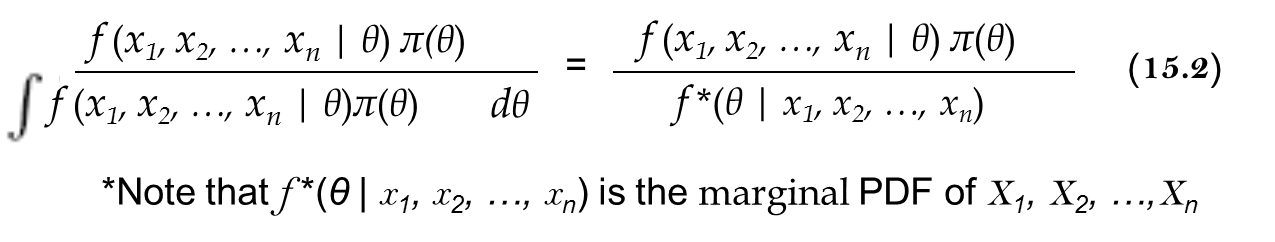 f(x₁, x₂, …, xₙ | θ) π(θ)
∫ f(x₁, x₂, …, xₙ | θ)π(θ) dθ
=
f(x₁, x₂, …, xₙ | θ) π(θ)
f*(θ | x₁, x₂, …, xₙ)
(15.2)
*Note that f*(θ | x₁, x₂, …, xₙ) is the marginal PDF of X₁, X₂, …, Xₙ